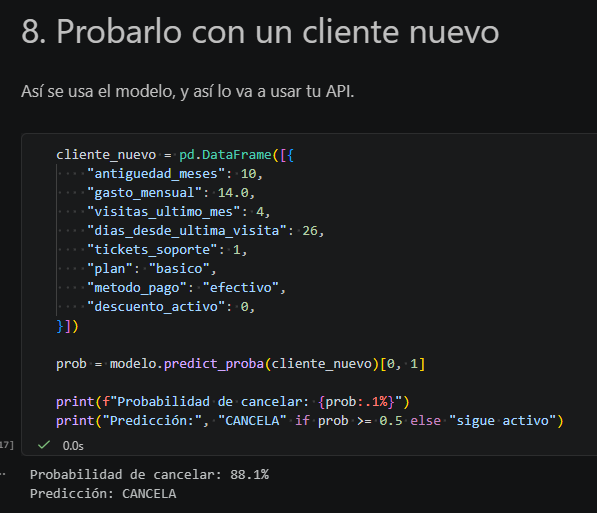 8. Probarlo con un cliente nuevo
Así se usa el modelo, y así lo va a usar tu API.
cliente_nuevo = pd.DataFrame([{
    "antiguedad_meses": 10,
    "gasto_mensual": 14.0,
    "visitas_ultimo_mes": 4,
    "dias_desde_ultima_visita": 26,
    "tickets_soporte": 1,
    "plan": "basico",
    "metodo_pago": "efectivo",
    "descuento_activo": 0,
}])
prob = modelo.predict_proba(cliente_nuevo)[0, 1]
print(f"Probabilidad de cancelar: {prob:.1%}")
print("Predicción:", "CANCELA" if prob >= 0.5 else "sigue activo")
17] 0.0s
Probabilidad de cancelar: 88.1%
Predicción: CANCELA